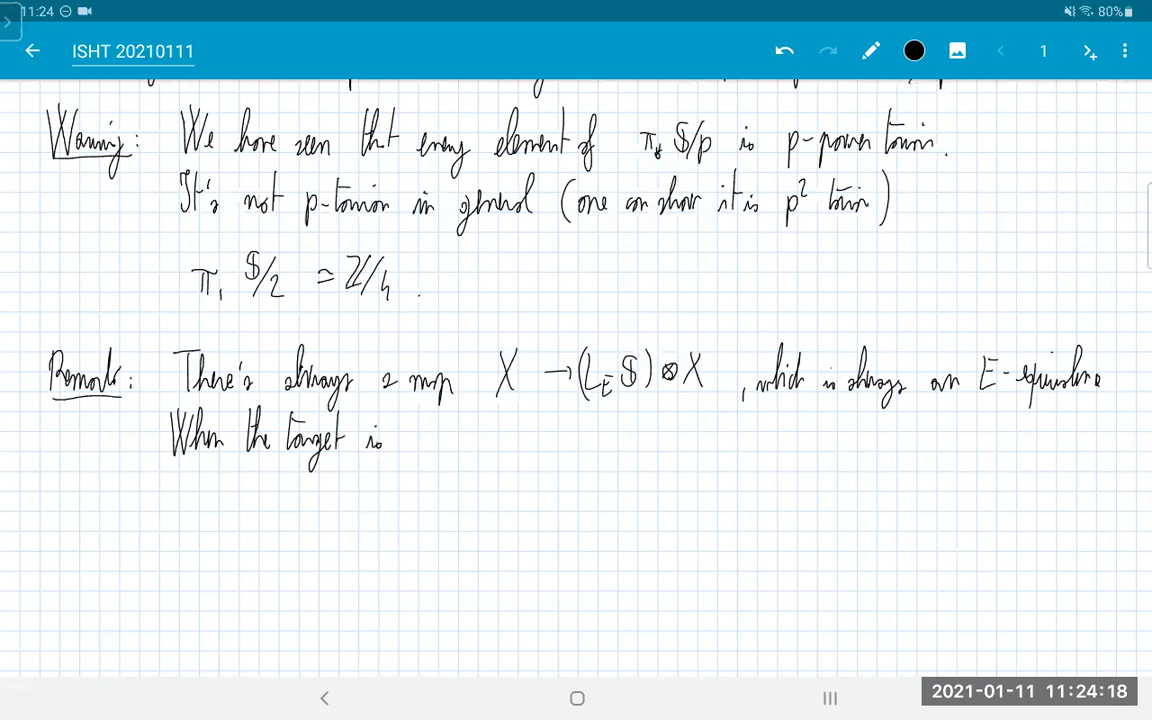 11:24
80%
ISHT 20210111
1
Warning: We have seen that every element of π_* $/p is p-power torsion.
It's not p-torsion in general (one can show it is p² torsion)
π₁ $/2 ≃ ℤ/4.
Remark: There's always a map X → (L_E $) ⊗ X, which is always an E-equivalence
When the target is
2021-01-11 11:24:18